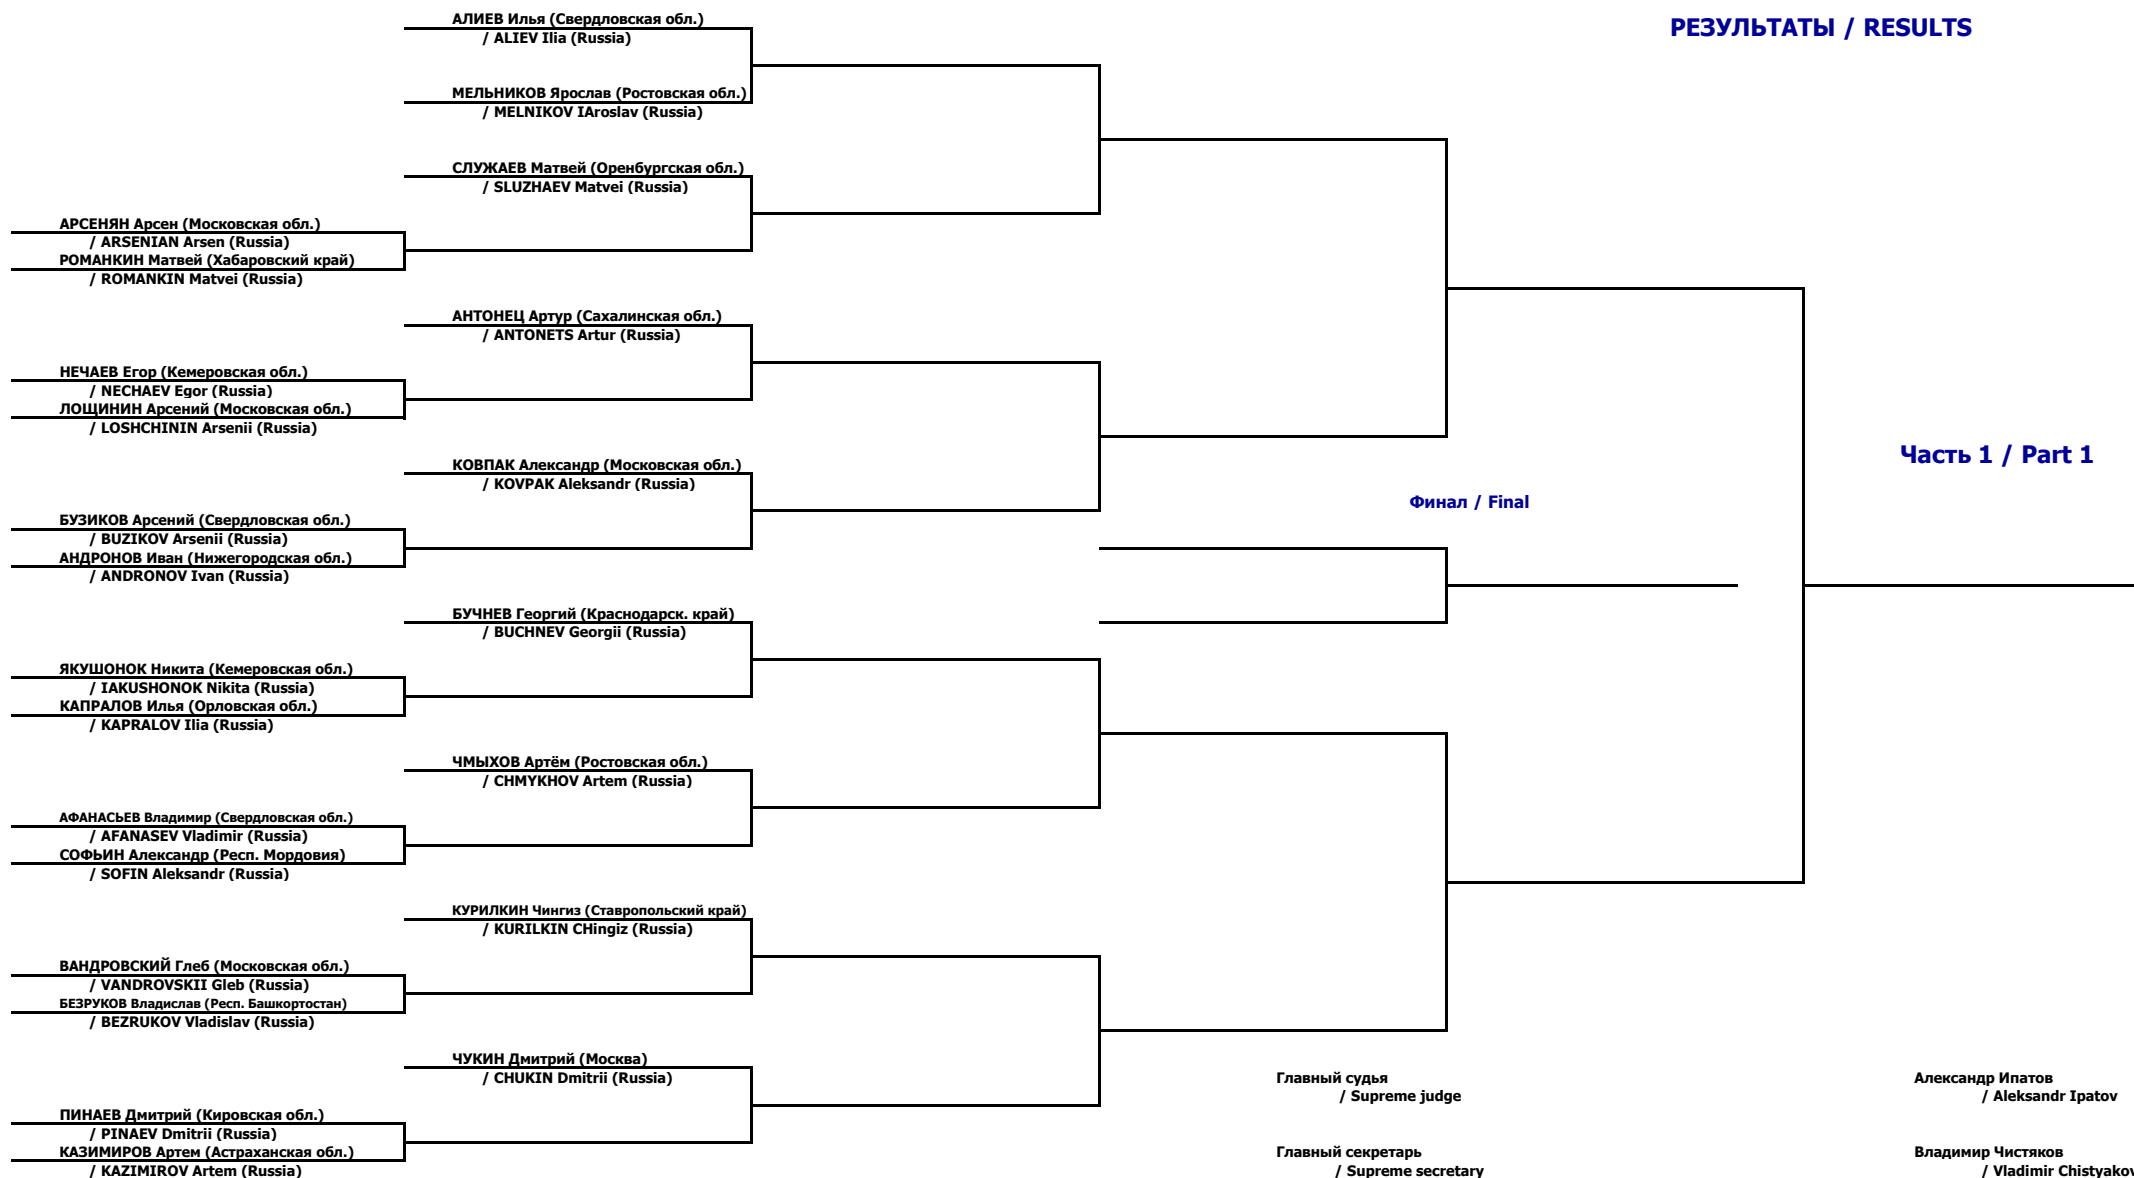 АЛИЕВ Илья (Свердловская обл.)
/ ALIEV Ilia (Russia)
РЕЗУЛЬТАТЫ / RESULTS
МЕЛЬНИКОВ Ярослав (Ростовская обл.)
/ MELNIKOV IAroslav (Russia)
СЛУЖАЕВ Матвей (Оренбургская обл.)
/ SLUZHAEV Matvei (Russia)
АРСЕНЯН Арсен (Московская обл.)
/ ARSENIAN Arsen (Russia)
РОМАНКИН Матвей (Хабаровский край)
/ ROMANKIN Matvei (Russia)
АНТОНЕЦ Артур (Сахалинская обл.)
/ ANTONETS Artur (Russia)
НЕЧАЕВ Егор (Кемеровская обл.)
/ NECHAEV Egor (Russia)
ЛОЩИНИН Арсений (Московская обл.)
/ LOSHCHININ Arsenii (Russia)
КОВПАК Александр (Московская обл.)
/ KOVPAK Aleksandr (Russia)
Часть 1 / Part 1
Финал / Final
БУЗИКОВ Арсений (Свердловская обл.)
/ BUZIKOV Arsenii (Russia)
АНДРОНОВ Иван (Нижегородская обл.)
/ ANDRONOV Ivan (Russia)
БУЧНЕВ Георгий (Краснодарск. край)
/ BUCHNEV Georgii (Russia)
ЯКУШОНОК Никита (Кемеровская обл.)
/ IAKUSHONOK Nikita (Russia)
КАПРАЛОВ Илья (Орловская обл.)
/ KAPRALOV Ilia (Russia)
ЧМЫХОВ Артём (Ростовская обл.)
/ CHMYKHOV Artem (Russia)
АФАНАСЬЕВ Владимир (Свердловская обл.)
/ AFANASEV Vladimir (Russia)
СОФЬИН Александр (Респ. Мордовия)
/ SOFIN Aleksandr (Russia)
КУРИЛКИН Чингиз (Ставропольский край)
/ KURILKIN CHingiz (Russia)
ВАНДРОВСКИЙ Глеб (Московская обл.)
/ VANDROVSKII Gleb (Russia)
БЕЗРУКОВ Владислав (Респ. Башкортостан)
/ BEZRUKOV Vladislav (Russia)
ЧУКИН Дмитрий (Москва)
/ CHUKIN Dmitrii (Russia)
Главный судья
/ Supreme judge
Александр Ипатов
/ Aleksandr Ipatov
ПИНАЕВ Дмитрий (Кировская обл.)
/ PINAEV Dmitrii (Russia)
КАЗИМИРОВ Артем (Астраханская обл.)
/ KAZIMIROV Artem (Russia)
Главный секретарь
/ Supreme secretary
Владимир Чистяков
/ Vladimir Chistyakov